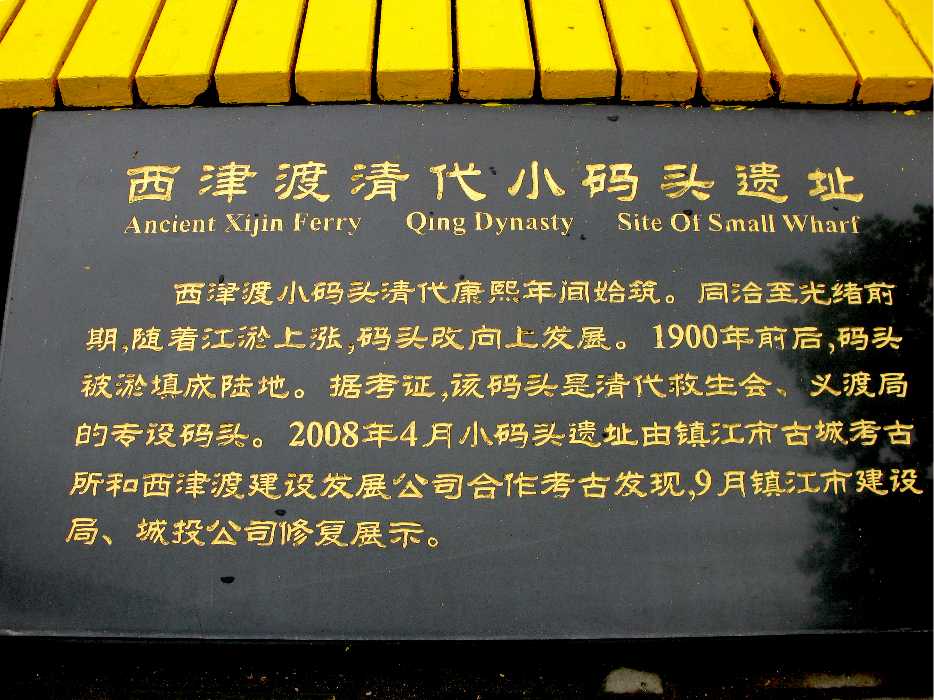 西津渡清代小码头遗址
Ancient Xijin Ferry Qing Dynasty Site Of Small Wharf
西津渡小码头清代康熙年间始筑。同治至光绪前
期,随着江淤上涨,码头改向上发展。1900年前后,码头
被淤填成陆地。据考证,该码头是清代救生会、义渡局
的专设码头。2008年4月小码头遗址由镇江市古城考古
所和西津渡建设发展公司合作考古发现,9月镇江市建设
局、城投公司修复展示。